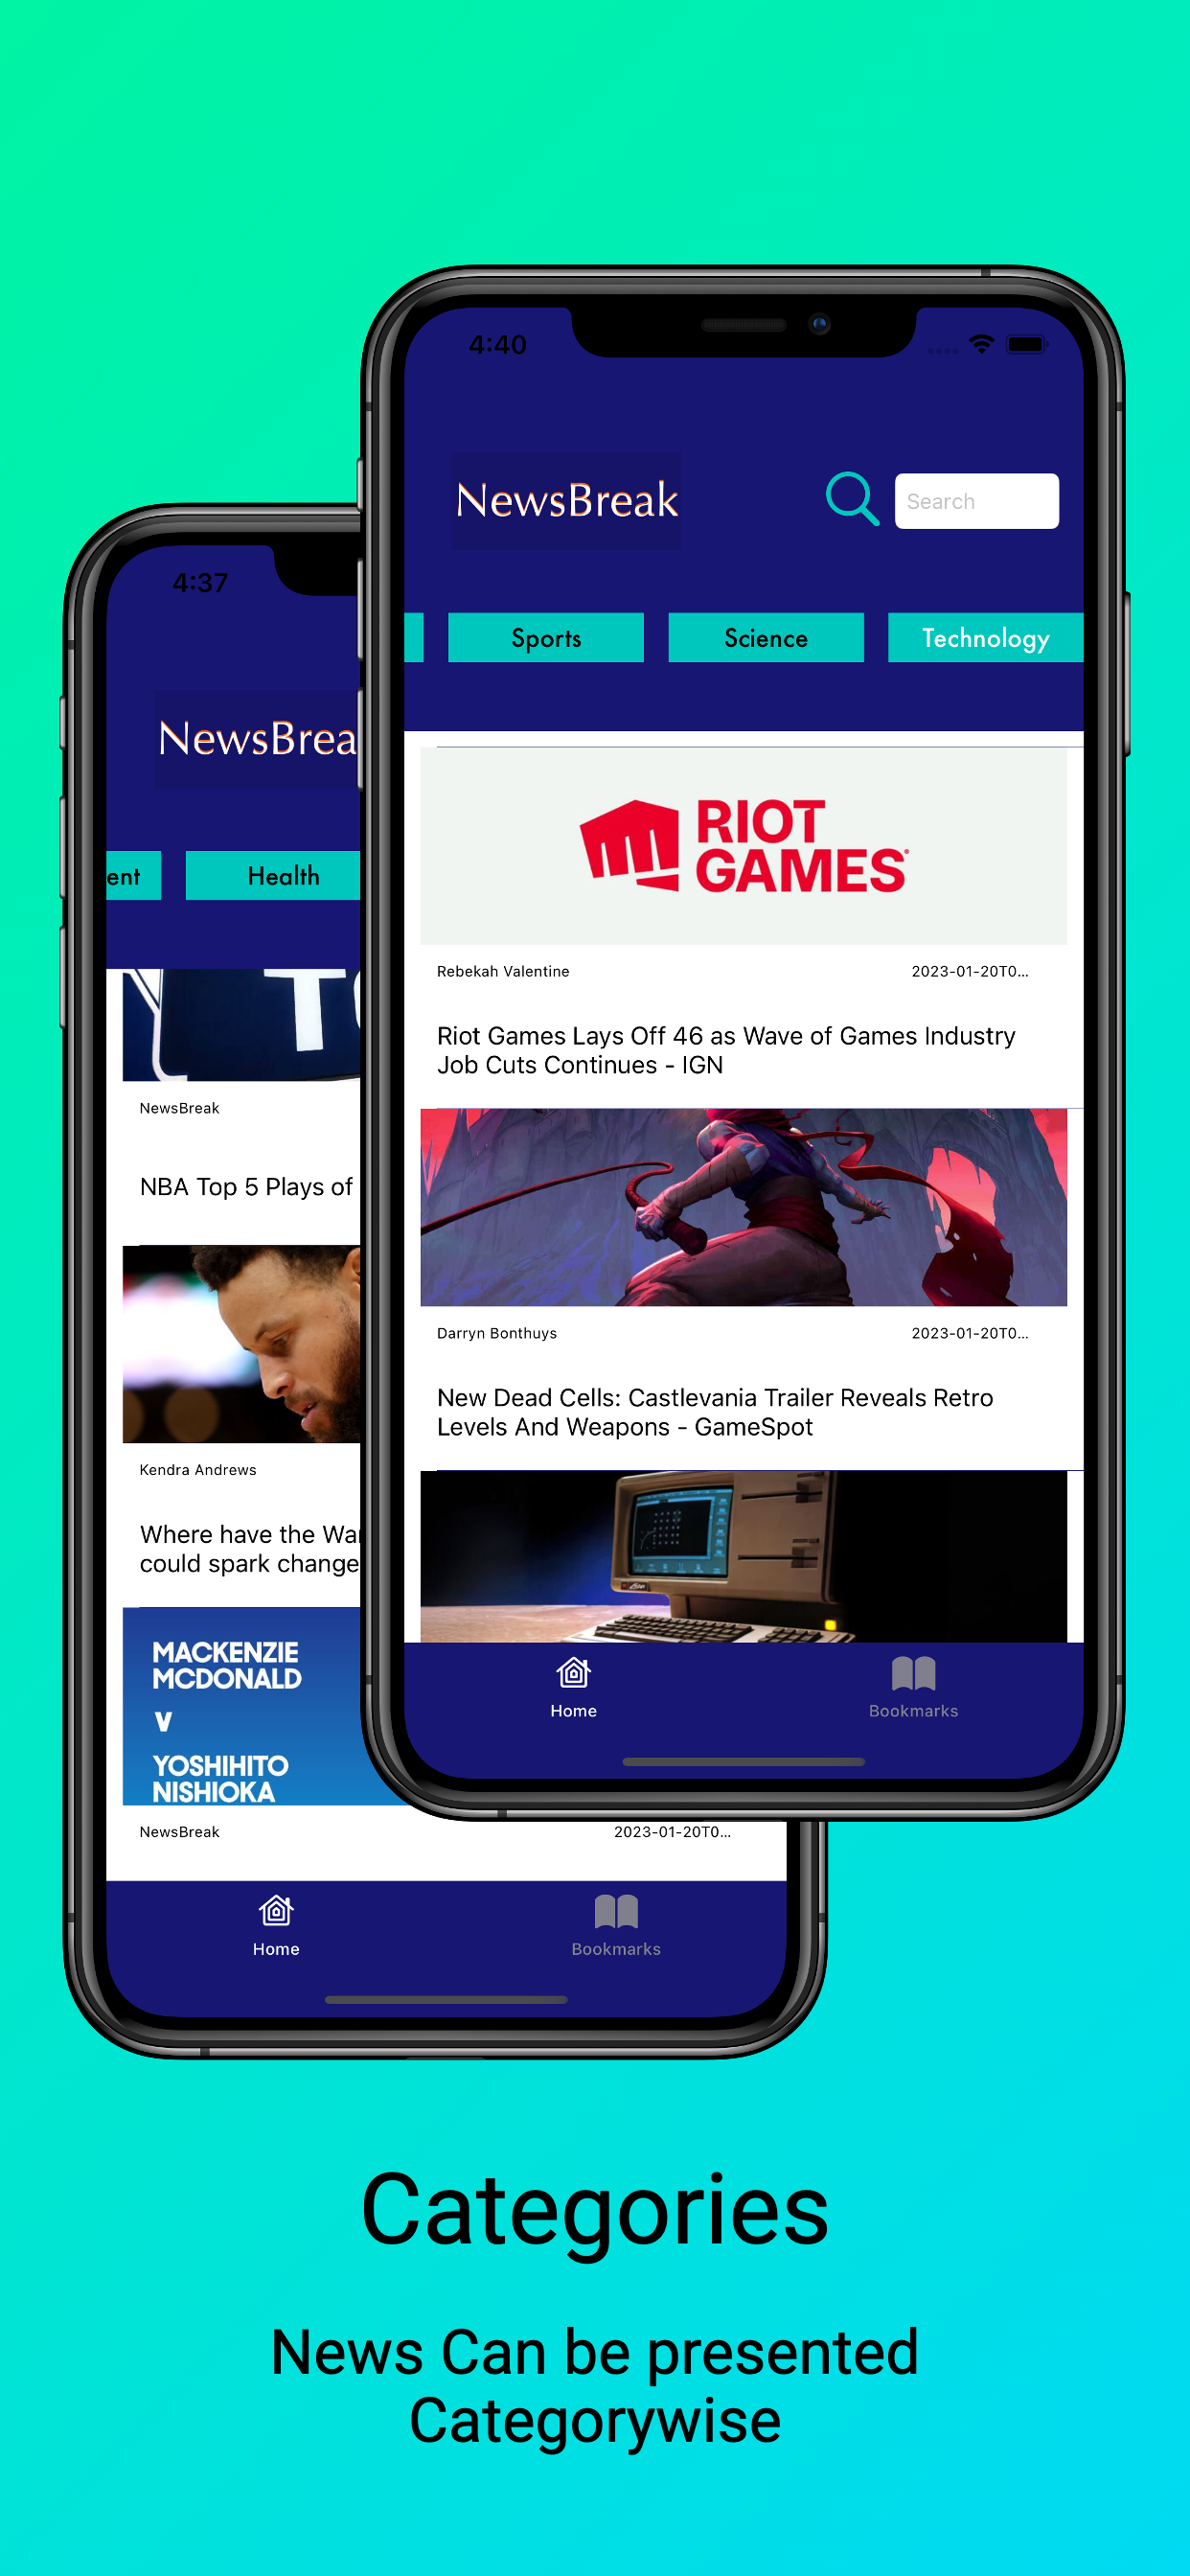 4:40
NewsBreak
Search
Sports
Science
Technology
RIOT
GAMES
Rebekah Valentine
2023-01-20T0...
Riot Games Lays Off 46 as Wave of Games Industry
Job Cuts Continues - IGN
Darryn Bonthuys
2023-01-20T0...
New Dead Cells: Castlevania Trailer Reveals Retro
Levels And Weapons - GameSpot
Home
Bookmarks
4:37
NewsBrea
ent
Health
NewsBreak
NBA Top 5 Plays of
Kendra Andrews
Where have the War
could spark change
MACKENZIE
MCDONALD
V
YOSHIHITO
NISHIOKA
NewsBreak
2023-01-20T0...
Home
Bookmarks
Categories
News Can be presented
Categorywise